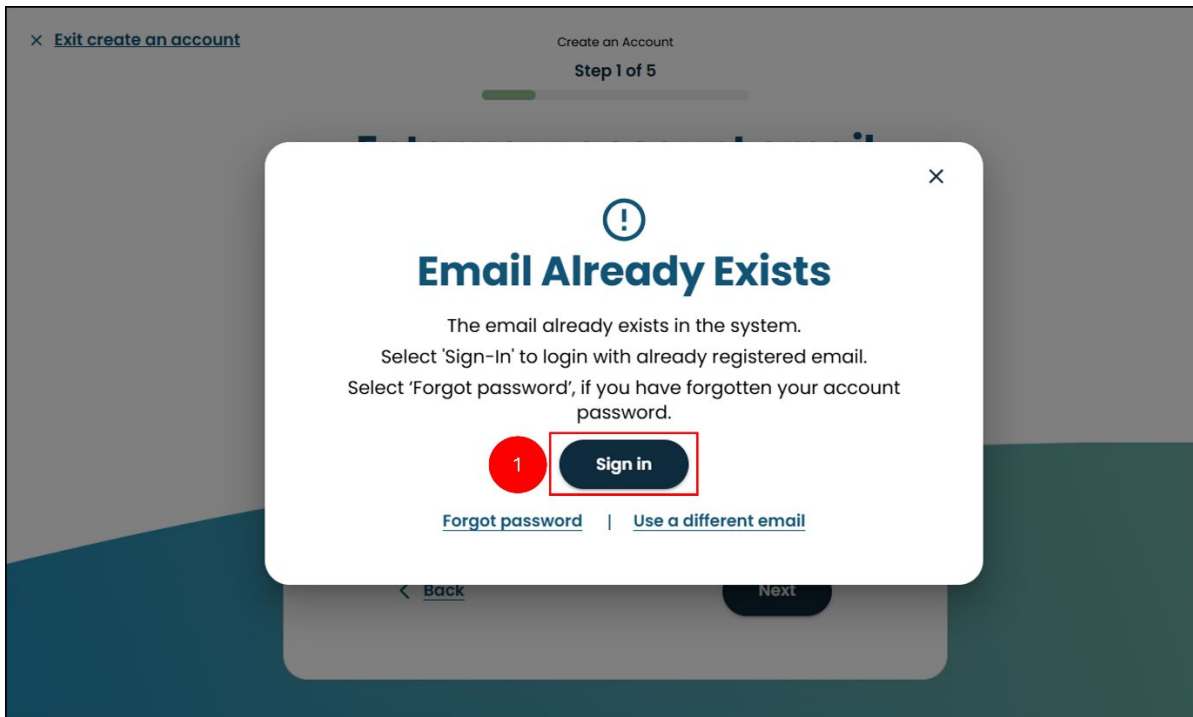 × Exit create an account
Create an Account
Step 1 of 5
Email Already Exists
The email already exists in the system.
Select 'Sign-In' to login with already registered email.
Select ‘Forgot password’, if you have forgotten your account
password.
1
Sign in
Forgot password | Use a different email
Back
Next